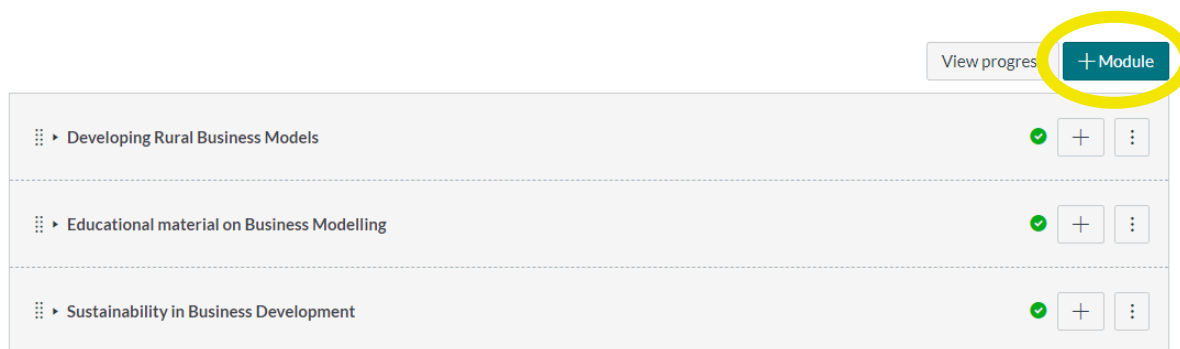 View progres
+ Module
Developing Rural Business Models
Educational material on Business Modelling
Sustainability in Business Development